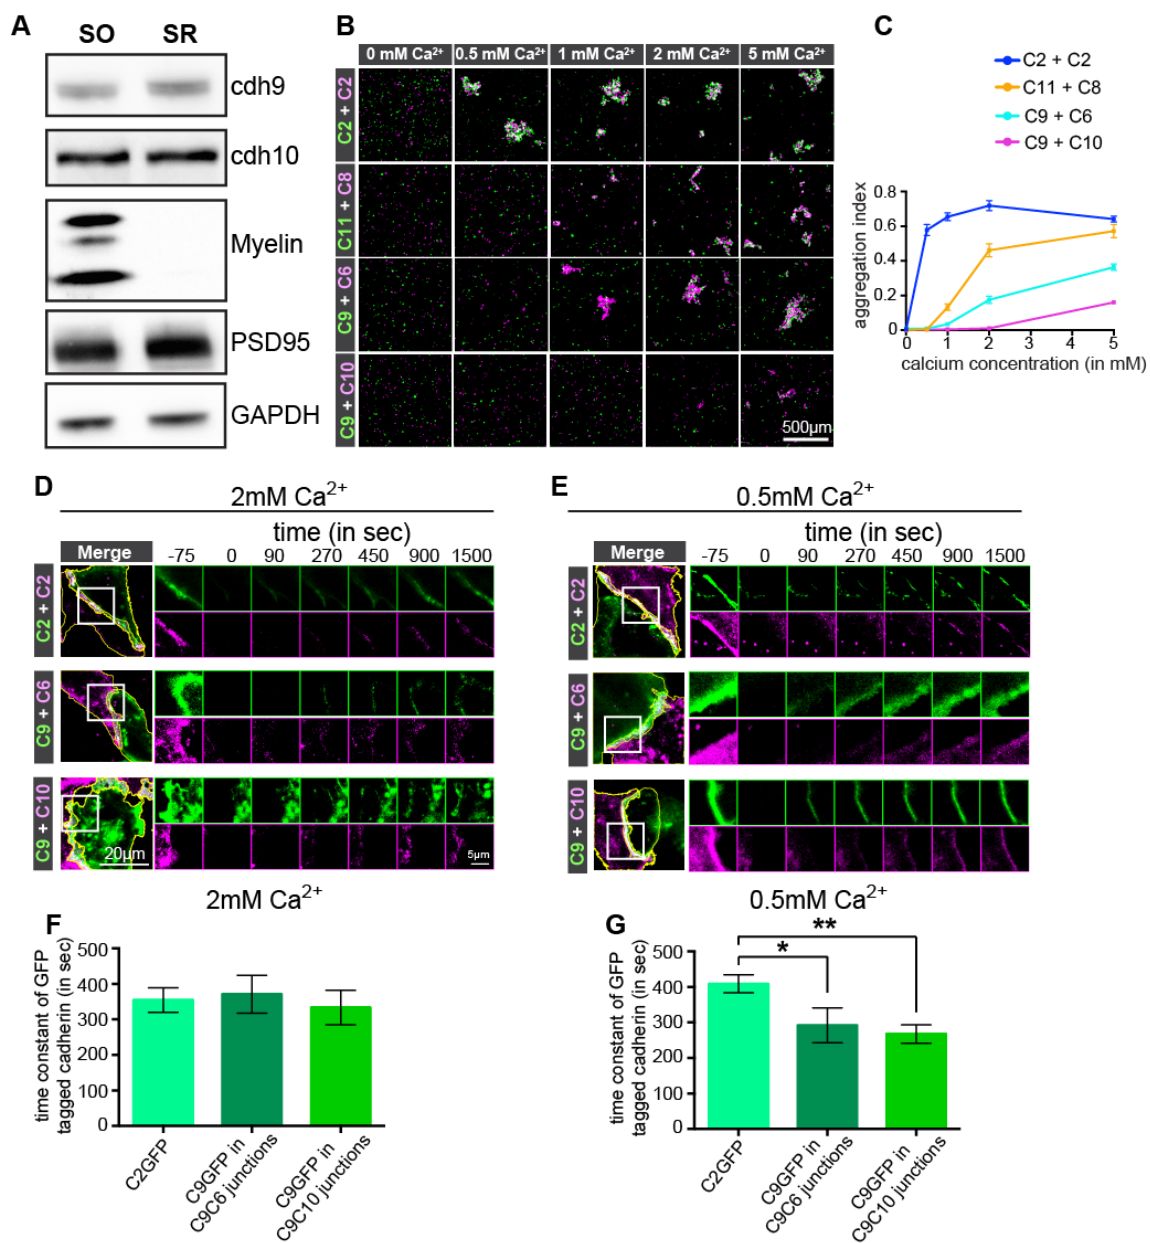 A
SO SR
cdh9
cdh10
Myelin
PSD95
GAPDH
B
0 mM Ca²⁺ 0.5 mM Ca²⁺ 1 mM Ca²⁺ 2 mM Ca²⁺ 5 mM Ca²⁺
C2 + C2
C11 + C8
C9 + C6
C9 + C10
500µm
C
C2 + C2
C11 + C8
C9 + C6
C9 + C10
aggregation index
0.8
0.6
0.4
0.2
0
0 1 2 3 4 5
calcium concentration (in mM)
D
2mM Ca²⁺
time (in sec)
Merge -75 0 90 270 450 900 1500
C2 + C2
C9 + C6
C9 + C10
20µm
5µm
E
0.5mM Ca²⁺
time (in sec)
Merge -75 0 90 270 450 900 1500
C2 + C2
C9 + C6
C9 + C10
F
2mM Ca²⁺
time constant of GFP
tagged cadherin (in sec)
500
400
300
200
100
0
C2GFP
C9GFP in
C9C6 junctions
C9GFP in
C9C10 junctions
G
0.5mM Ca²⁺
**
*
time constant of GFP
tagged cadherin (in sec)
500
400
300
200
100
0
C2GFP
C9GFP in
C9C6 junctions
C9GFP in
C9C10 junctions